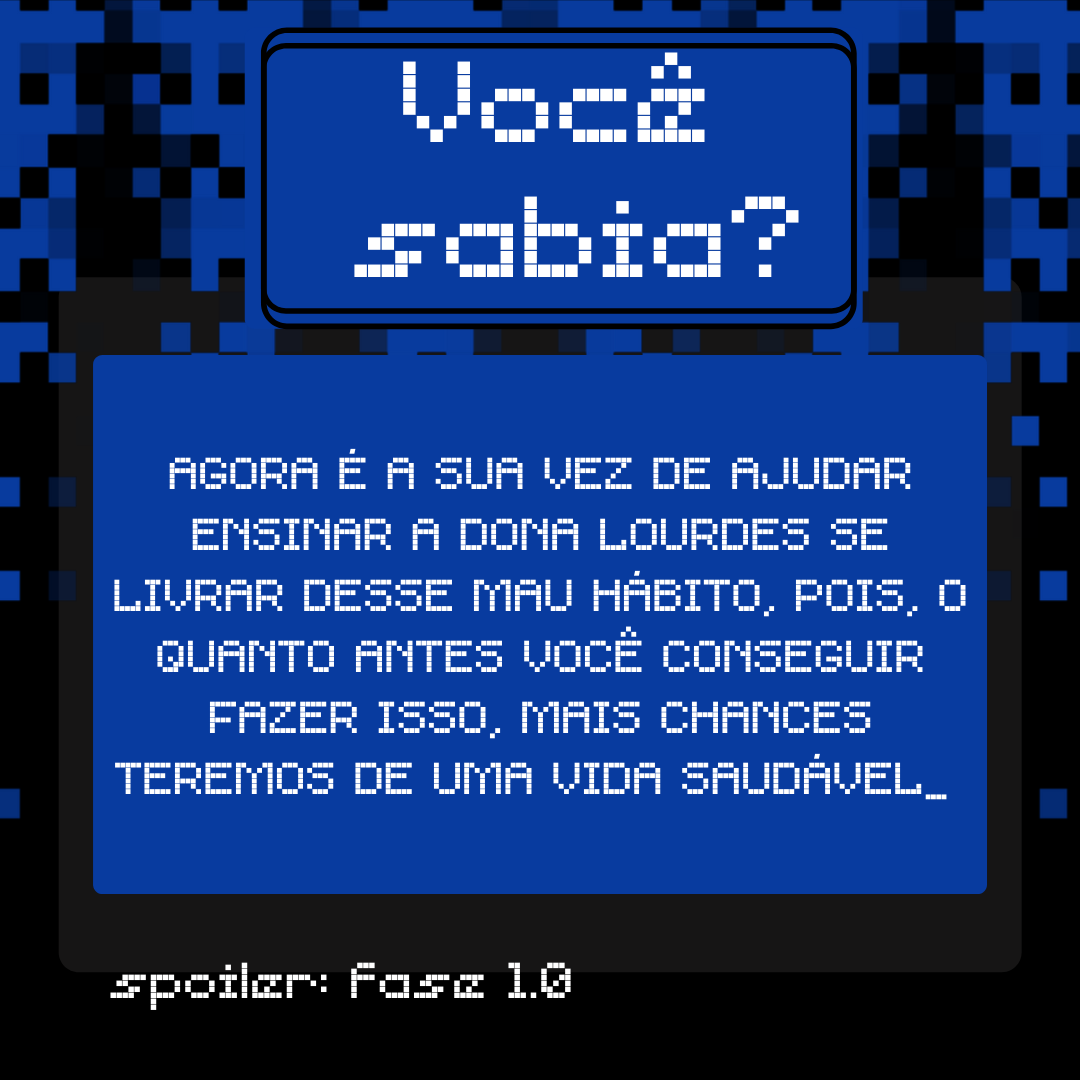 Você
sabia?
AGORA É A SUA VEZ DE AJUDAR
ENSINAR A DONA LOURDES SE
LIVRAR DESSE MAU HÁBITO, POIS, O
QUANTO ANTES VOCÊ CONSEGUIR
FAZER ISSO, MAIS CHANCES
TEREMOS DE UMA VIDA SAUDÁVEL_
spoiler: fase 1.0